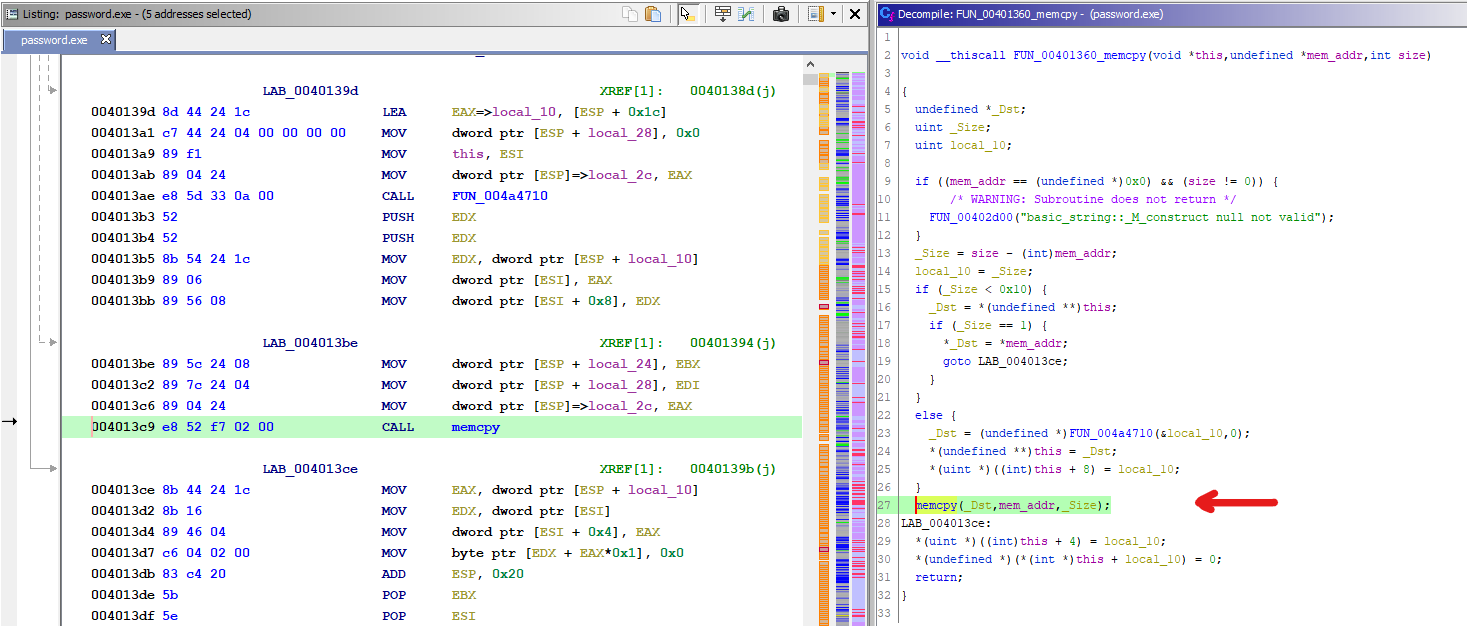 Listing: password.exe - (5 addresses selected)
password.exe
LAB_0040139d XREF[1]: 0040138d(j)
0040139d 8d 44 24 1c LEA EAX=>local_10, [ESP + 0x1c]
004013a1 c7 44 24 04 00 00 00 00 MOV dword ptr [ESP + local_28], 0x0
004013a9 89 f1 MOV this, ESI
004013ab 89 04 24 MOV dword ptr [ESP]=>local_2c, EAX
004013ae e8 5d 33 0a 00 CALL FUN_004a4710
004013b3 52 PUSH EDX
004013b4 52 PUSH EDX
004013b5 8b 54 24 1c MOV EDX, dword ptr [ESP + local_10]
004013b9 89 06 MOV dword ptr [ESI], EAX
004013bb 89 56 08 MOV dword ptr [ESI + 0x8], EDX
LAB_004013be XREF[1]: 00401394(j)
004013be 89 5c 24 08 MOV dword ptr [ESP + local_24], EBX
004013c2 89 7c 24 04 MOV dword ptr [ESP + local_28], EDI
004013c6 89 04 24 MOV dword ptr [ESP]=>local_2c, EAX
004013c9 e8 52 f7 02 00 CALL memcpy
LAB_004013ce XREF[1]: 0040139b(j)
004013ce 8b 44 24 1c MOV EAX, dword ptr [ESP + local_10]
004013d2 8b 16 MOV EDX, dword ptr [ESI]
004013d4 89 46 04 MOV dword ptr [ESI + 0x4], EAX
004013d7 c6 04 02 00 MOV byte ptr [EDX + EAX*0x1], 0x0
004013db 83 c4 20 ADD ESP, 0x20
004013de 5b POP EBX
004013df 5e POP ESI
Decompile: FUN_00401360_memcpy - (password.exe)
1
2 void __thiscall FUN_00401360_memcpy(void *this,undefined *mem_addr,int size)
3
4 {
5 undefined *_Dst;
6 uint _Size;
7 uint local_10;
8
9 if ((mem_addr == (undefined *)0x0) && (size != 0)) {
10 /* WARNING: Subroutine does not return */
11 FUN_00402d00("basic_string::_M_construct null not valid");
12 }
13 _Size = size - (int)mem_addr;
14 local_10 = _Size;
15 if (_Size < 0x10) {
16 _Dst = *(undefined **)this;
17 if (_Size == 1) {
18 *_Dst = *mem_addr;
19 goto LAB_004013ce;
20 }
21 }
22 else {
23 _Dst = (undefined *)FUN_004a4710(&local_10,0);
24 *(undefined **)this = _Dst;
25 *(uint *)((int)this + 8) = local_10;
26 }
27 memcpy(_Dst,mem_addr,_Size);
28 LAB_004013ce:
29 *(uint *)((int)this + 4) = local_10;
30 *(undefined *)(*(int *)this + local_10) = 0;
31 return;
32 }
33